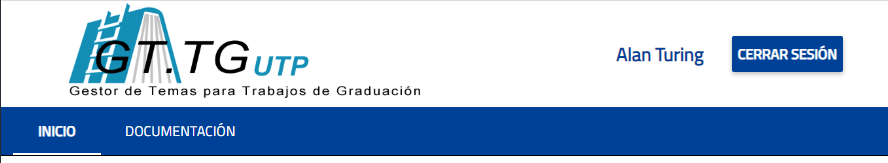 GT.TG UTP
Gestor de Temas para Trabajos de Graduación
Alan Turing
CERRAR SESIÓN
INICIO
DOCUMENTACIÓN